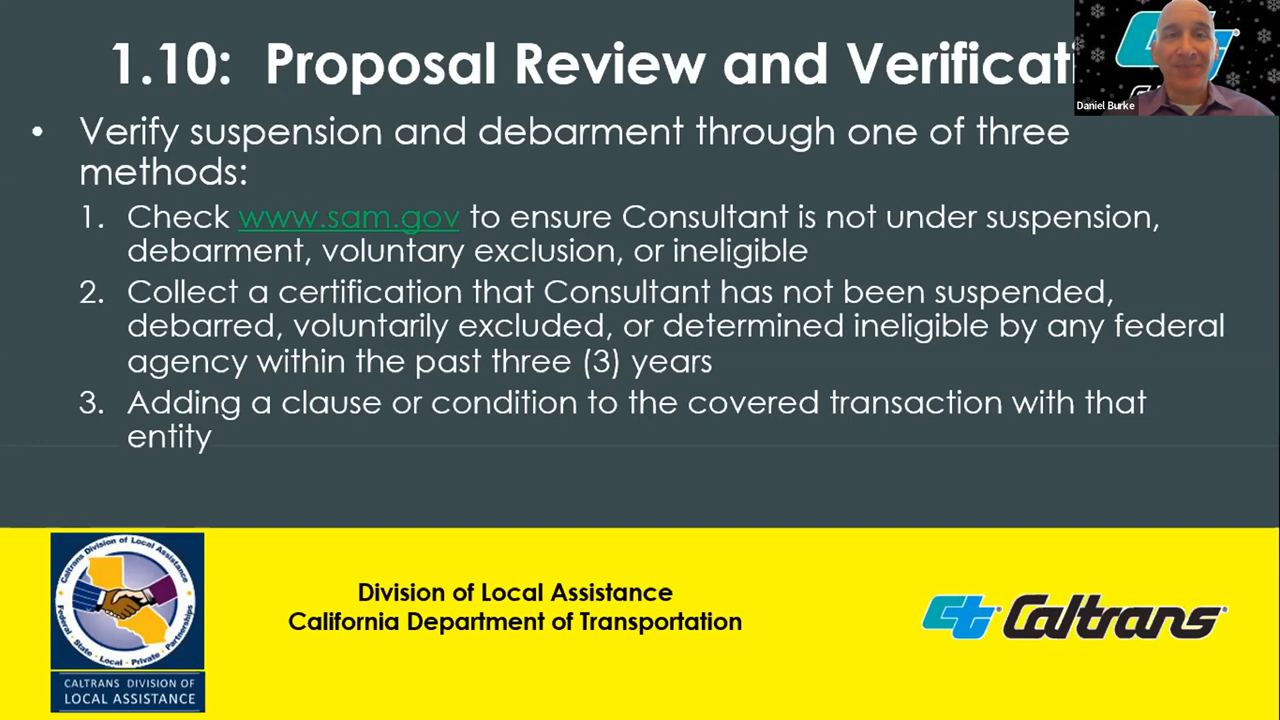 1.10:  Proposal Review and Verificati
Daniel Burke
• Verify suspension and debarment through one of three
methods:
1. Check www.sam.gov to ensure Consultant is not under suspension,
debarment, voluntary exclusion, or ineligible
2. Collect a certification that Consultant has not been suspended,
debarred, voluntarily excluded, or determined ineligible by any federal
agency within the past three (3) years
3. Adding a clause or condition to the covered transaction with that
entity
Caltrans Division of Local Assistance
Federal - State - Local - Private - Partnerships
CALTRANS DIVISION OF
LOCAL ASSISTANCE
Division of Local Assistance
California Department of Transportation
ct Caltrans